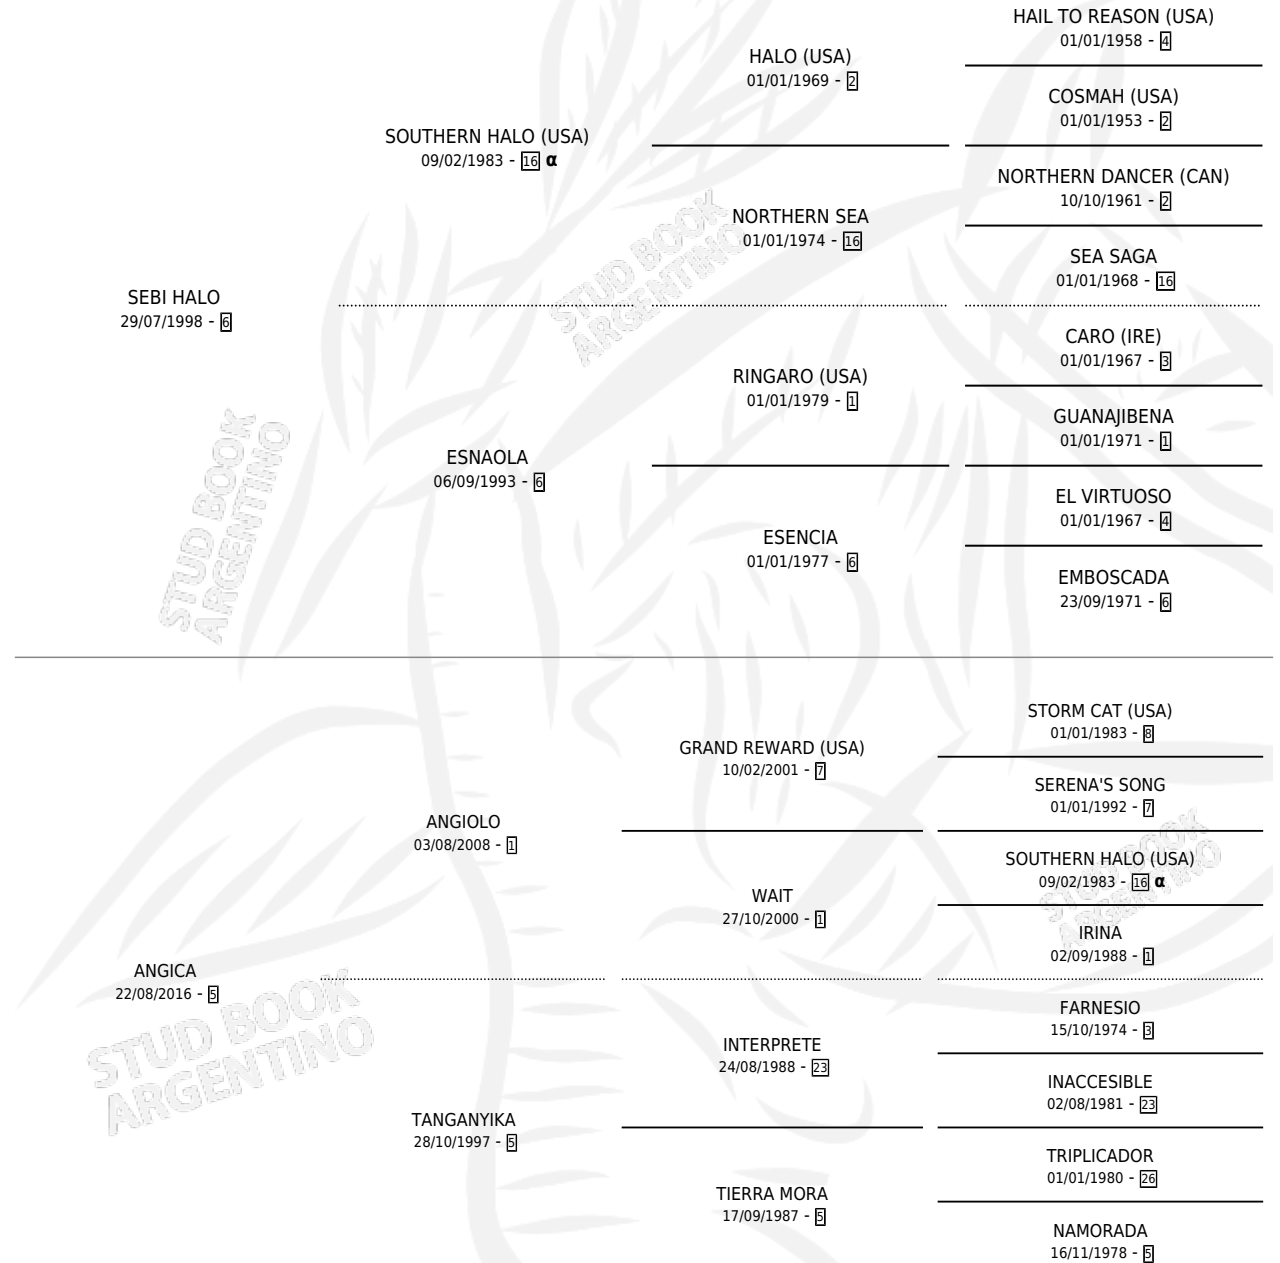 HAIL TO REASON (USA)
01/01/1958 - 4
HALO (USA)
01/01/1969 - 2
COSMAH (USA)
01/01/1953 - 2
SOUTHERN HALO (USA)
09/02/1983 - 16 α
NORTHERN DANCER (CAN)
10/10/1961 - 2
NORTHERN SEA
01/01/1974 - 16
SEA SAGA
01/01/1968 - 16
SEBI HALO
29/07/1998 - 6
CARO (IRE)
01/01/1967 - 3
RINGARO (USA)
01/01/1979 - 1
GUANAJIBENA
01/01/1971 - 1
ESNAOLA
06/09/1993 - 6
EL VIRTUOSO
01/01/1967 - 4
ESENCIA
01/01/1977 - 6
EMBOSCADA
23/09/1971 - 6
STUD BOOK
ARGENTINO
STUD BOOK
ARGENTINO
STORM CAT (USA)
01/01/1983 - 8
GRAND REWARD (USA)
10/02/2001 - 7
SERENA'S SONG
01/01/1992 - 7
ANGIOLO
03/08/2008 - 1
SOUTHERN HALO (USA)
09/02/1983 - 16 α
WAIT
27/10/2000 - 1
IRINA
02/09/1988 - 1
ANGICA
22/08/2016 - 5
FARNESIO
15/10/1974 - 3
INTERPRETE
24/08/1988 - 23
INACCESIBLE
02/08/1981 - 23
TANGANYIKA
28/10/1997 - 5
TRIPLICADOR
01/01/1980 - 26
TIERRA MORA
17/09/1987 - 5
NAMORADA
16/11/1978 - 5
STUD BOOK
ARGENTINO
STUD BOOK
ARGENTINO